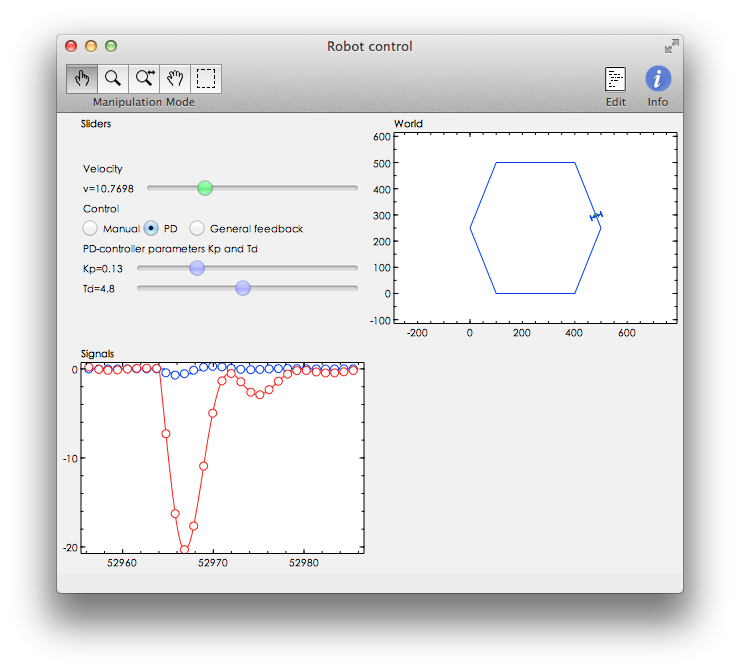 Robot control
Manipulation Mode
Edit
Info
Sliders
Velocity
v=10.7698
Control
Manual
PD
General feedback
PD-controller parameters Kp and Td
Kp=0.13
Td=4.8
World
600
500
400
300
200
100
0
-100
-200
0
200
400
600
Signals
0
-10
-20
52960
52970
52980